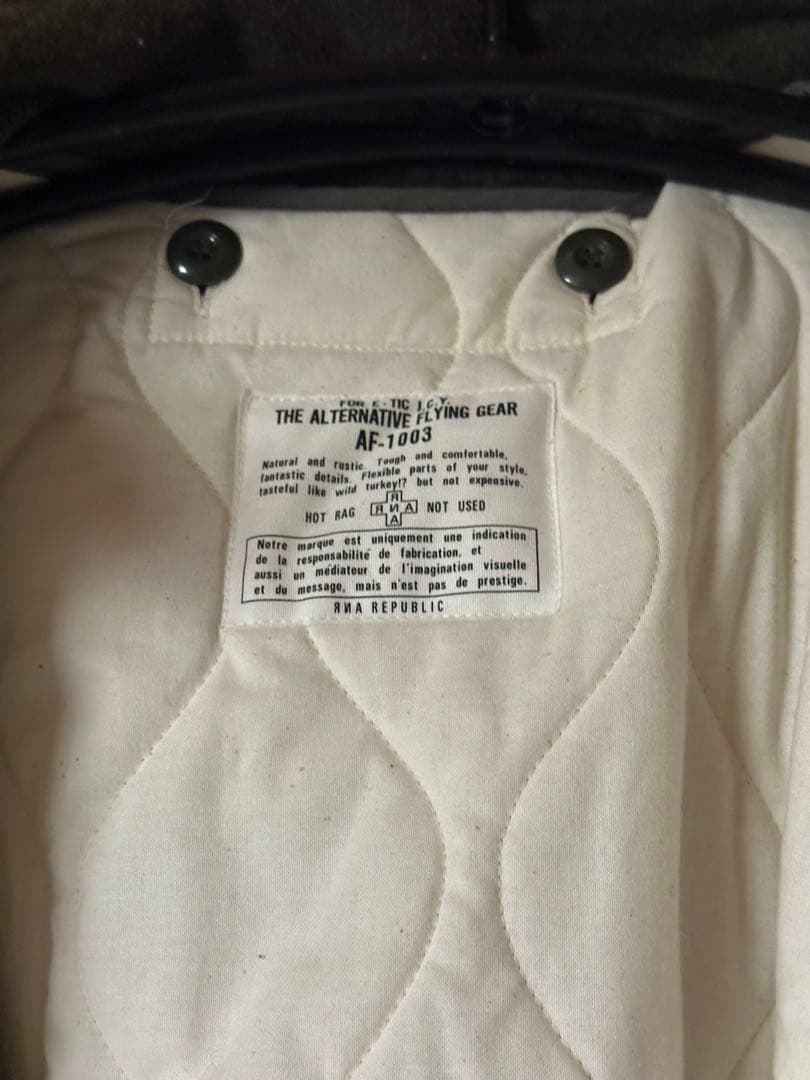 THE ALTERNATIVE FLYING GEAR
AF-1003
Natural and rustic. Tough and comfortable,
fantastic details. Flexible parts of your style,
tasteful like wild turkey!? but not expensive.
Я
HOT RAG ЯИА NOT USED
A
Notre marque est uniquement une indication
de la responsabilité de fabrication, et
aussi un médiateur de l'imagination visuelle
et du message, mais n'est pas de prestige.
ЯИА REPUBLIC